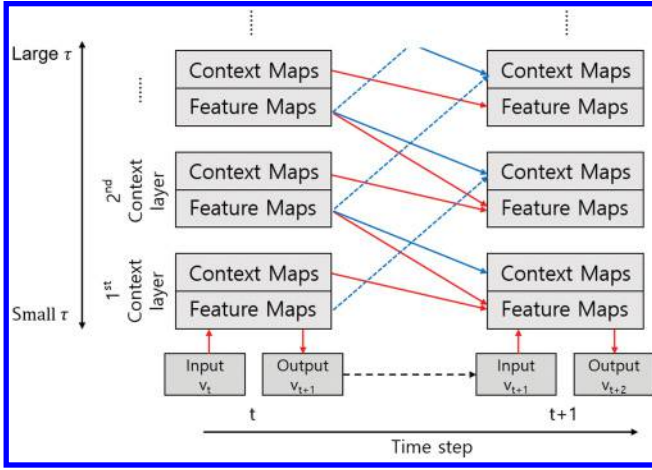 Large τ
Context Maps
Feature Maps
Context Maps
Feature Maps
2nd
Context
layer
Context Maps
Feature Maps
Context Maps
Feature Maps
1st
Context
layer
Context Maps
Feature Maps
Context Maps
Feature Maps
Small τ
Input
vt
Output
vt+1
Input
vt+1
Output
vt+2
t
t+1
Time step